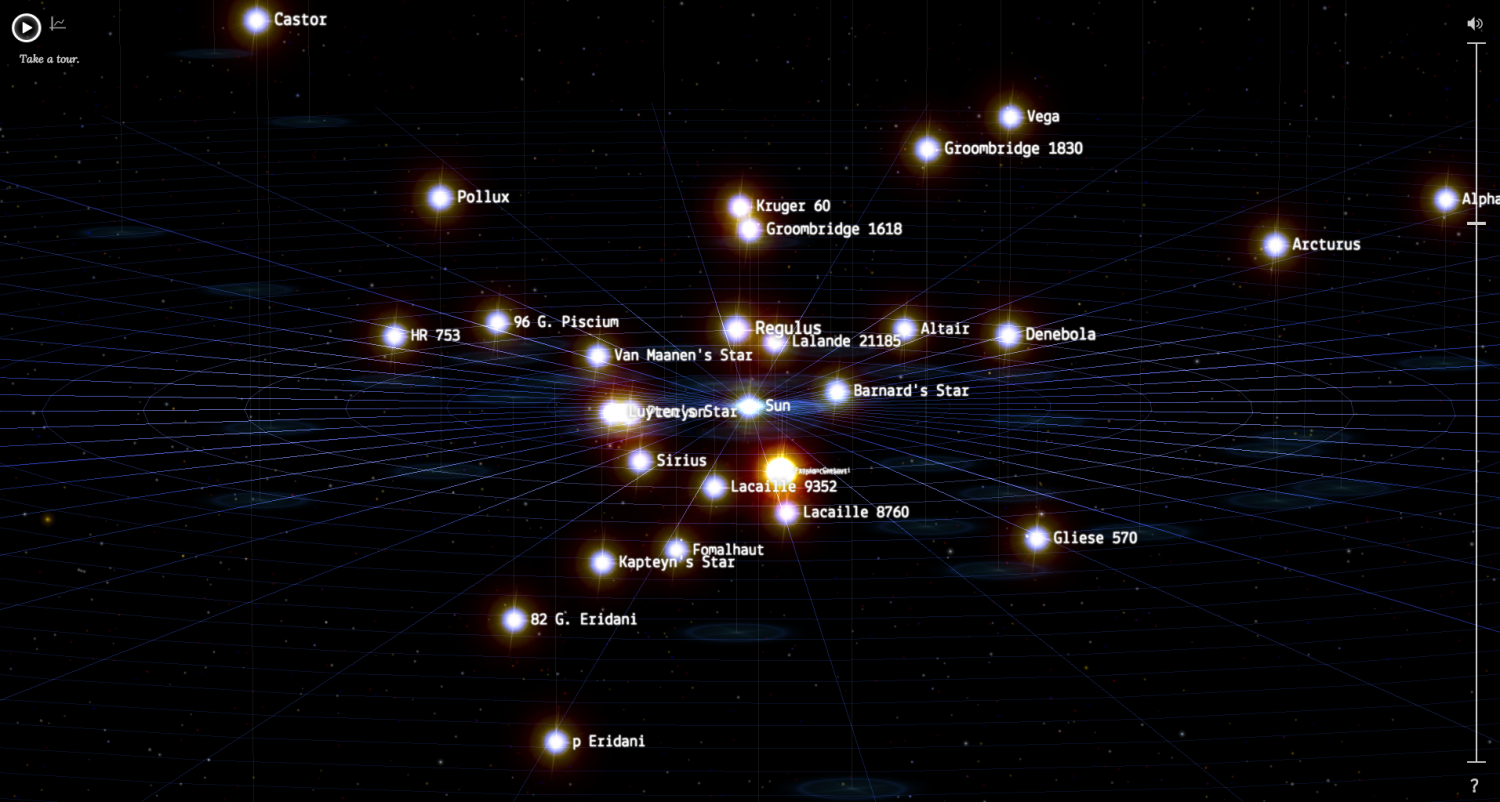 Castor
Take a tour.
Vega
Groombridge 1830
Pollux
Alpha
Kruger 60
Groombridge 1618
Arcturus
96 G. Piscium
Regulus
Altair
HR 753
Denebola
Lalande 21185
Van Maanen's Star
Barnard's Star
Sun
Luyten's Star
Sirius
Lacaille 9352
Lacaille 8760
Gliese 570
Fomalhaut
Kapteyn's Star
82 G. Eridani
p Eridani
?